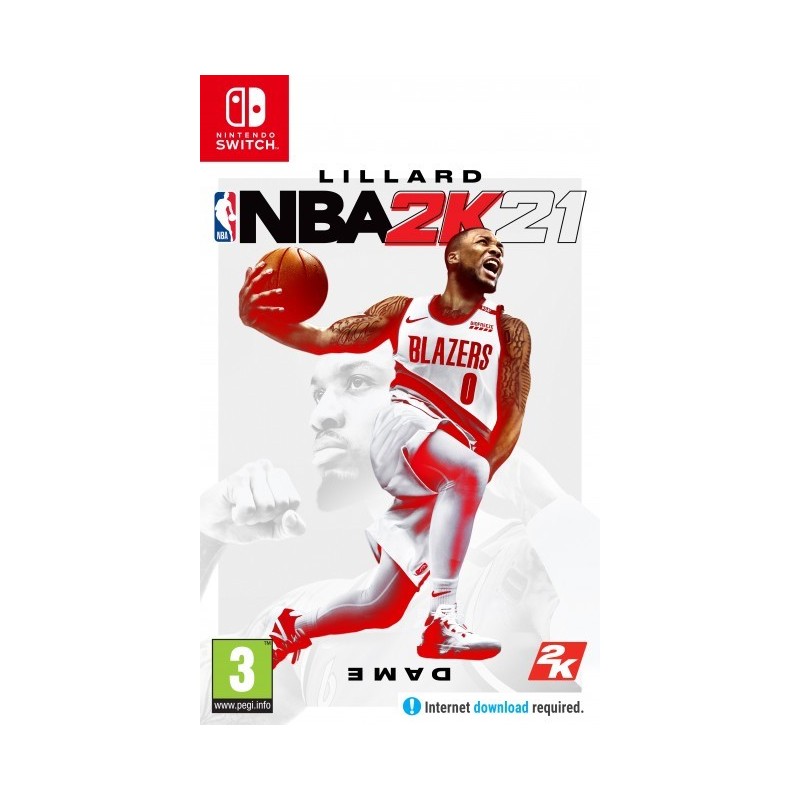 NINTENDO
SWITCH
LILLARD
NBA
NBA2K21
BLAZERS
0
DAME
3
www.pegi.info
2K
! Internet download required.